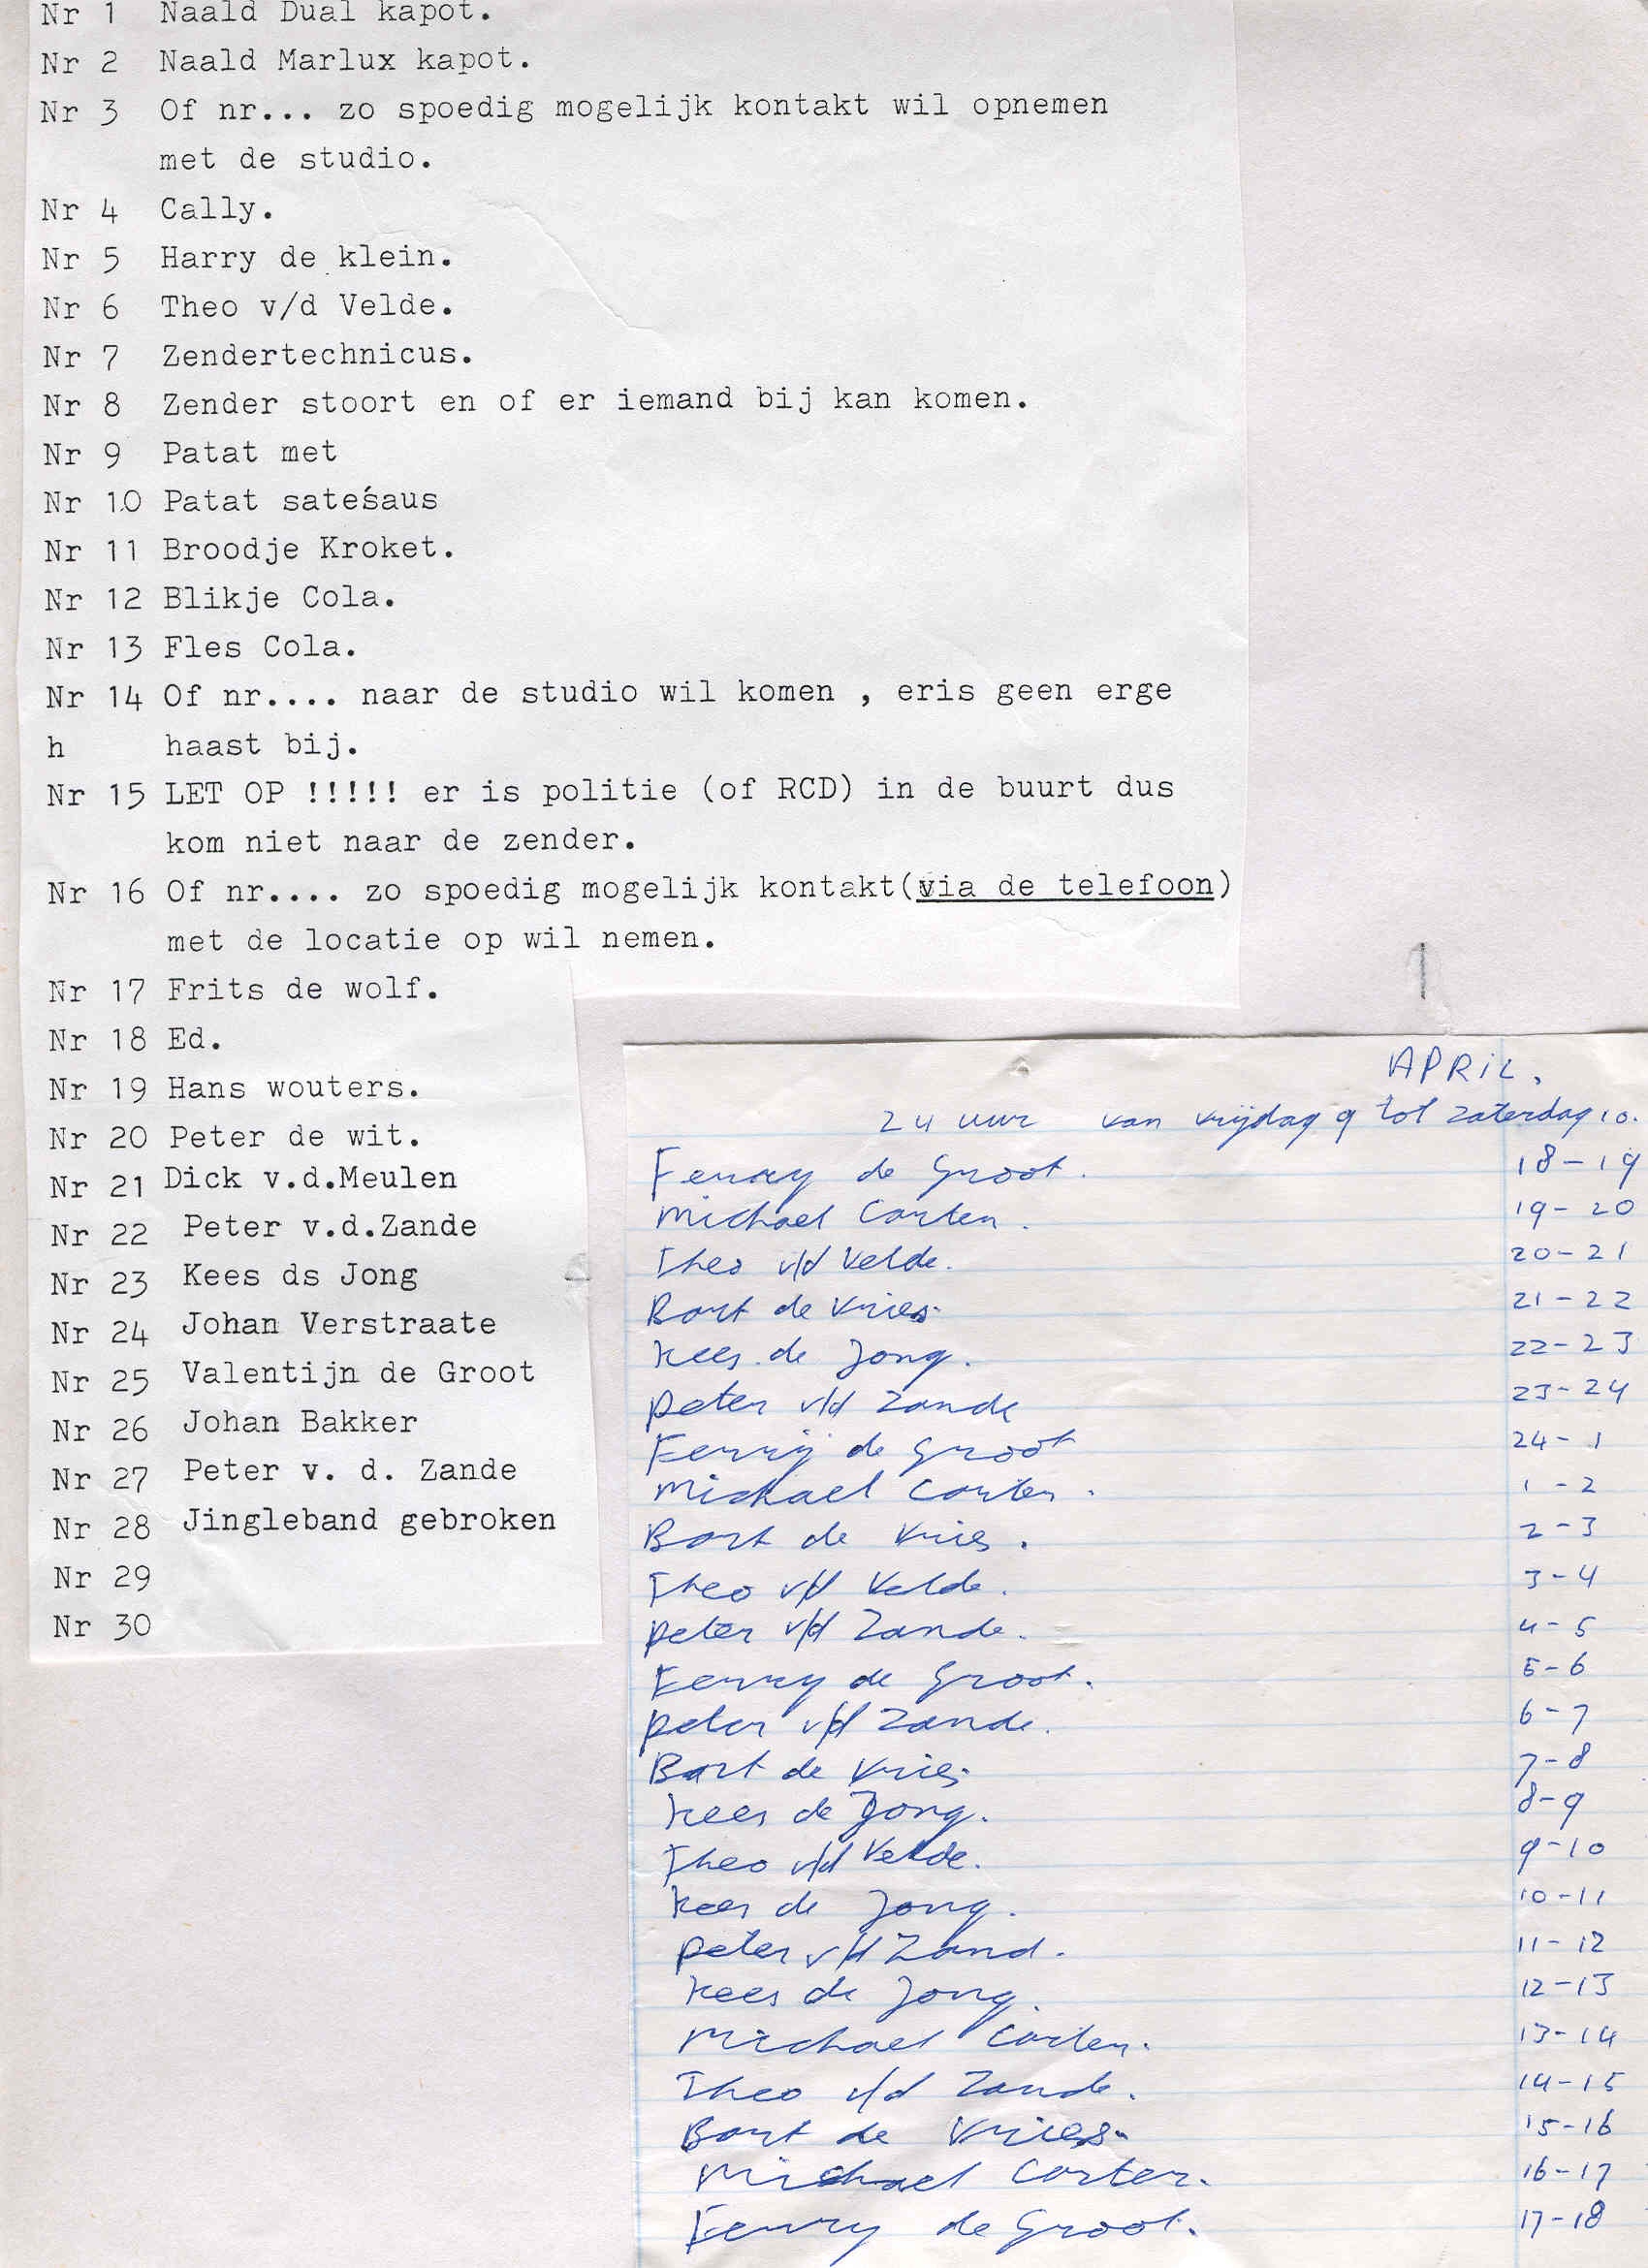 Nr 1 Naald Dual kapot.
Nr 2 Naald Marlux kapot.
Nr 3 Of nr... zo spoedig mogelijk kontakt wil opnemen
met de studio.
Nr 4 Cally.
Nr 5 Harry de klein.
Nr 6 Theo v/d Velde.
Nr 7 Zendertechnicus.
Nr 8 Zender stoort en of er iemand bij kan komen.
Nr 9 Patat met
Nr 10 Patat sateśaus
Nr 11 Broodje Kroket.
Nr 12 Blikje Cola.
Nr 13 Fles Cola.
Nr 14 Of nr.... naar de studio wil komen , eris geen erge
h haast bij.
Nr 15 LET OP !!!!! er is politie (of RCD) in de buurt dus
kom niet naar de zender.
Nr 16 Of nr.... zo spoedig mogelijk kontakt(via de telefoon)
met de locatie op wil nemen.
Nr 17 Frits de wolf.
Nr 18 Ed.
Nr 19 Hans wouters.
Nr 20 Peter de wit.
Nr 21 Dick v.d.Meulen
Nr 22 Peter v.d.Zande
Nr 23 Kees ds Jong
Nr 24 Johan Verstraate
Nr 25 Valentijn de Groot
Nr 26 Johan Bakker
Nr 27 Peter v. d. Zande
Nr 28 Jingleband gebroken
Nr 29
Nr 30
APRIL.
24 uur van vrijdag 9 tot zaterdag 10.
Ferry de Groot. 18-19
Michael Carter. 19-20
Theo v/d Velde. 20-21
Bart de Vries. 21-22
Kees de Jong. 22-23
Peter v/d Zande 23-24
Ferrij de Groot 24-1
Michael Carter. 1-2
Bart de Vries. 2-3
Theo v/d Velde. 3-4
Peter v/d Zande. 4-5
Ferry de Groot. 5-6
Peter v/d Zande. 6-7
Bart de Vries. 7-8
Kees de Jong. 8-9
Theo v/d Velde. 9-10
Kees de Jong. 10-11
Peter v/d Zand. 11-12
Kees de Jong. 12-13
Michael Carter. 13-14
Theo v/d Zande. 14-15
Bart de Vries. 15-16
Michael Carter. 16-17
Ferry de Groot. 17-18